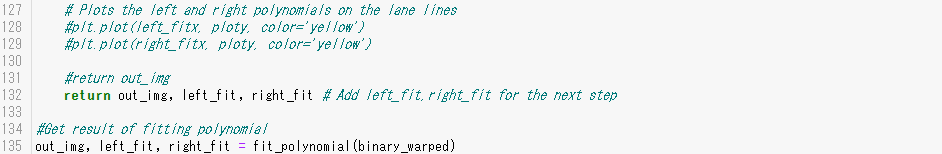 127 # Plots the left and right polynomials on the lane lines
128 #plt.plot(left_fitx, ploty, color='yellow')
129 #plt.plot(right_fitx, ploty, color='yellow')
130
131 #return out_img
132 return out_img, left_fit, right_fit # Add left_fit,right_fit for the next step
133
134 #Get result of fitting polynomial
135 out_img, left_fit, right_fit = fit_polynomial(binary_warped)